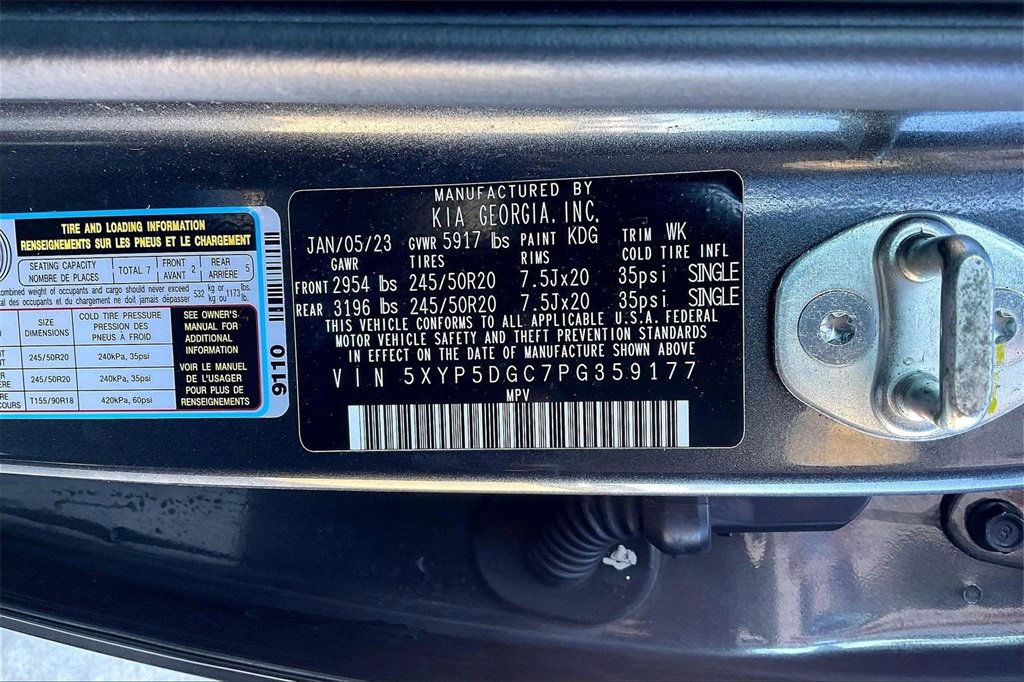 TIRE AND LOADING INFORMATION
RENSEIGNEMENTS SUR LES PNEUS ET LE CHARGEMENT
SEATING CAPACITY
NOMBRE DE PLACES
TOTAL 7
FRONT
AVANT 2
REAR
ARRIÈRE 5
combined weight of occupants and cargo should never exceed
total des occupants et du chargement ne doit jamais dépasser
532 kg or
kg ou
1173 lbs.
lb.
SIZE
DIMENSIONS
COLD TIRE PRESSURE
PRESSION DES
PNEUS À FROID
245/50R20 240kPa, 35psi
245/50R20 240kPa, 35psi
T155/90R18 420kPa, 60psi
SEE OWNER'S
MANUAL FOR
ADDITIONAL
INFORMATION
VOIR LE MANUEL
DE L'USAGER
POUR PLUS DE
RENSEIGNEMENTS
9110
MANUFACTURED BY
KIA GEORGIA, INC.
JAN/05/23 GVWR 5917 lbs PAINT KDG TRIM WK
GAWR TIRES RIMS COLD TIRE INFL
FRONT 2954 lbs 245/50R20 7.5Jx20 35psi SINGLE
REAR 3196 lbs 245/50R20 7.5Jx20 35psi SINGLE
THIS VEHICLE CONFORMS TO ALL APPLICABLE U.S.A. FEDERAL
MOTOR VEHICLE SAFETY AND THEFT PREVENTION STANDARDS
IN EFFECT ON THE DATE OF MANUFACTURE SHOWN ABOVE
VIN 5XYP5DGC7PG359177
MPV